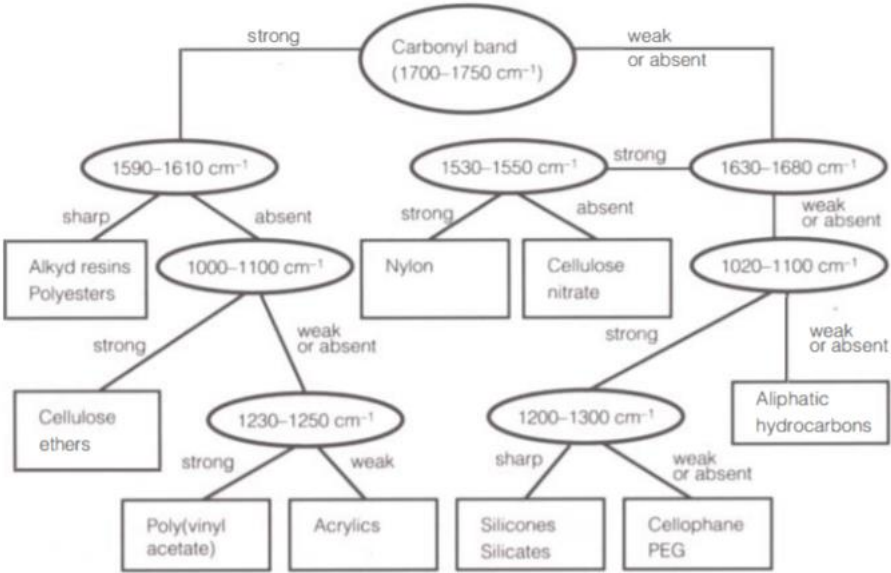 strong
Carbonyl band
(1700–1750 cm⁻¹)
weak
or absent
1590–1610 cm⁻¹
1530–1550 cm⁻¹
strong
1630–1680 cm⁻¹
sharp
absent
strong
absent
weak
or absent
Alkyd resins
Polyesters
1000–1100 cm⁻¹
Nylon
Cellulose
nitrate
1020–1100 cm⁻¹
strong
weak
or absent
strong
weak
or absent
Cellulose
ethers
1230–1250 cm⁻¹
1200–1300 cm⁻¹
Aliphatic
hydrocarbons
strong
weak
sharp
weak
or absent
Poly(vinyl
acetate)
Acrylics
Silicones
Silicates
Cellophane
PEG